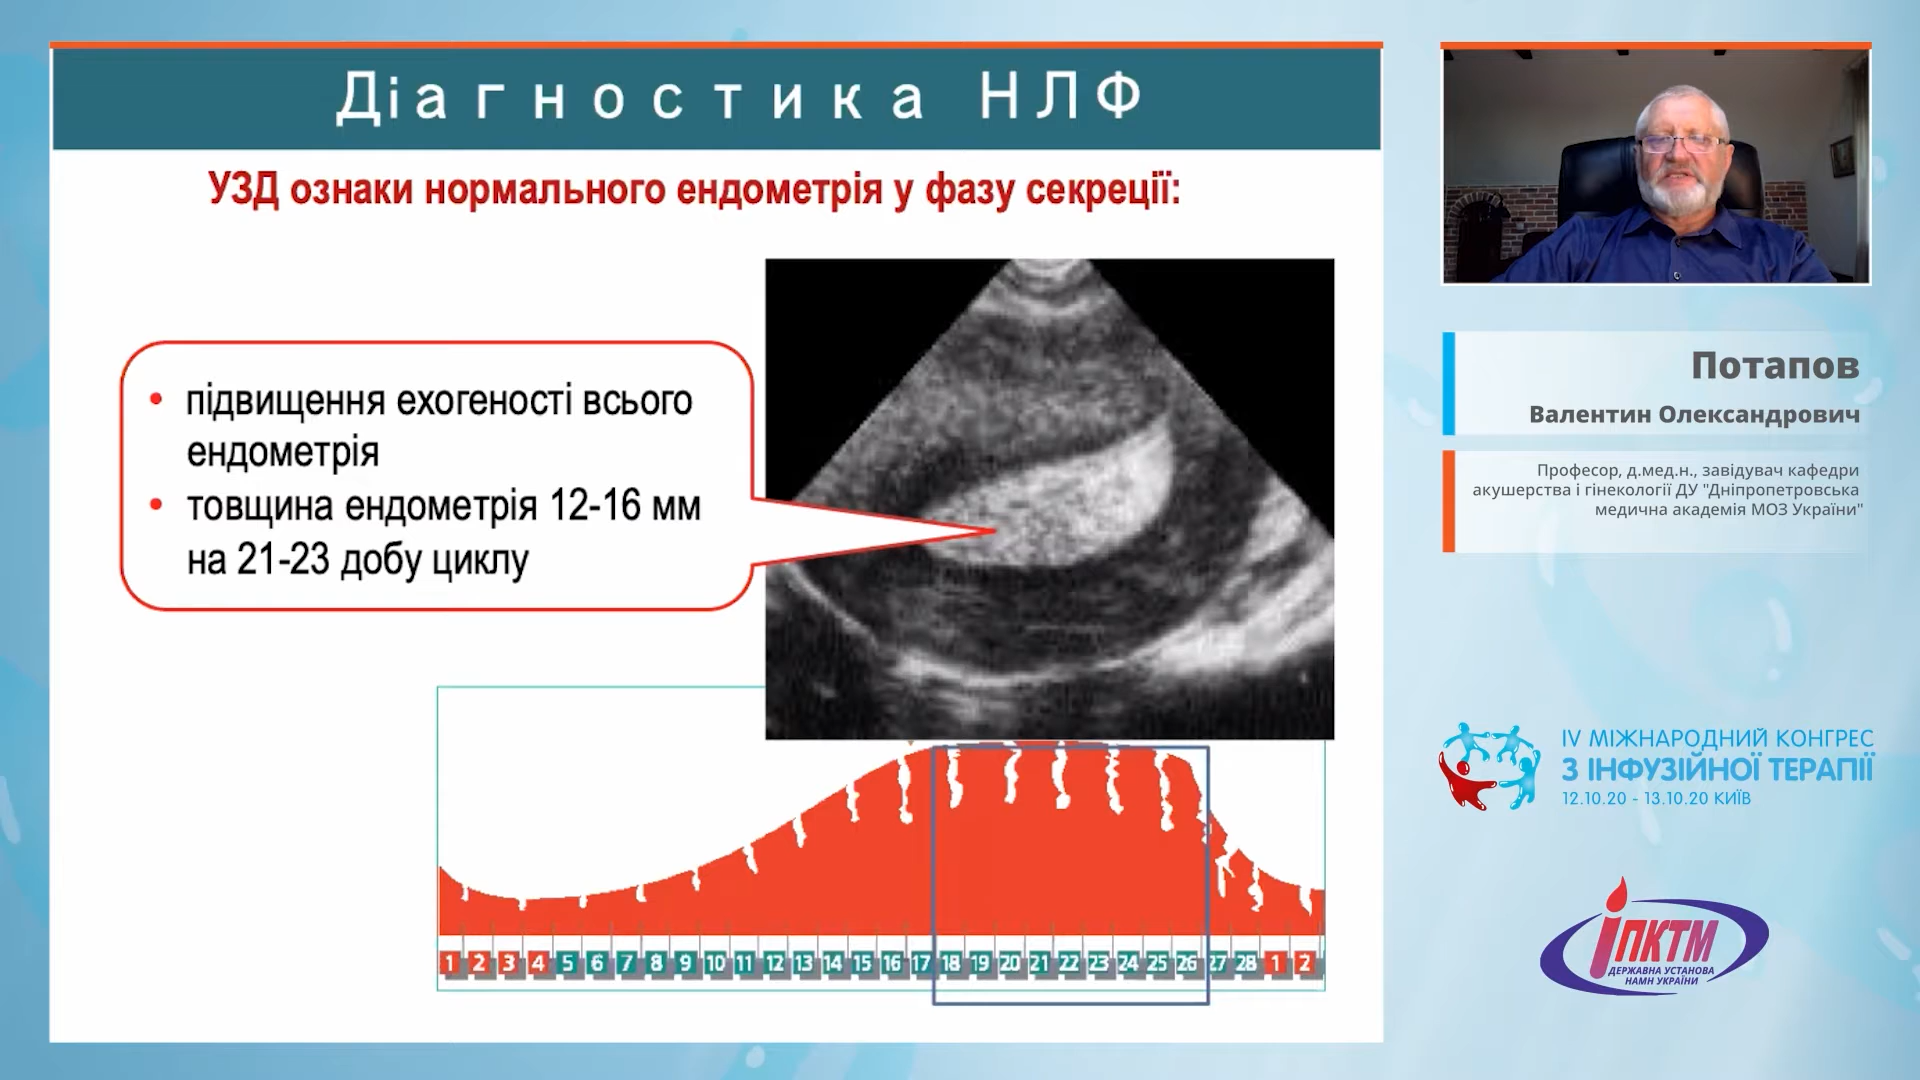 Діагностика НЛФ
УЗД ознаки нормального ендометрія у фазу секреції:
• підвищення ехогеності всього
ендометрія
• товщина ендометрія 12-16 мм
на 21-23 добу циклу
1 2 3 4 5 6 7 8 9 10 11 12 13 14 15 16 17 18 19 20 21 22 23 24 25 26 27 28 1 2
Потапов
Валентин Олександрович
Професор, д.мед.н., завідувач кафедри
акушерства і гінекології ДУ "Дніпропетровська
медична академія МОЗ України"
IV МІЖНАРОДНИЙ КОНГРЕС
З ІНФУЗІЙНОЇ ТЕРАПІЇ
12.10.20 - 13.10.20 КИЇВ
ІПКТМ
ДЕРЖАВНА УСТАНОВА
НАМН УКРАЇНИ